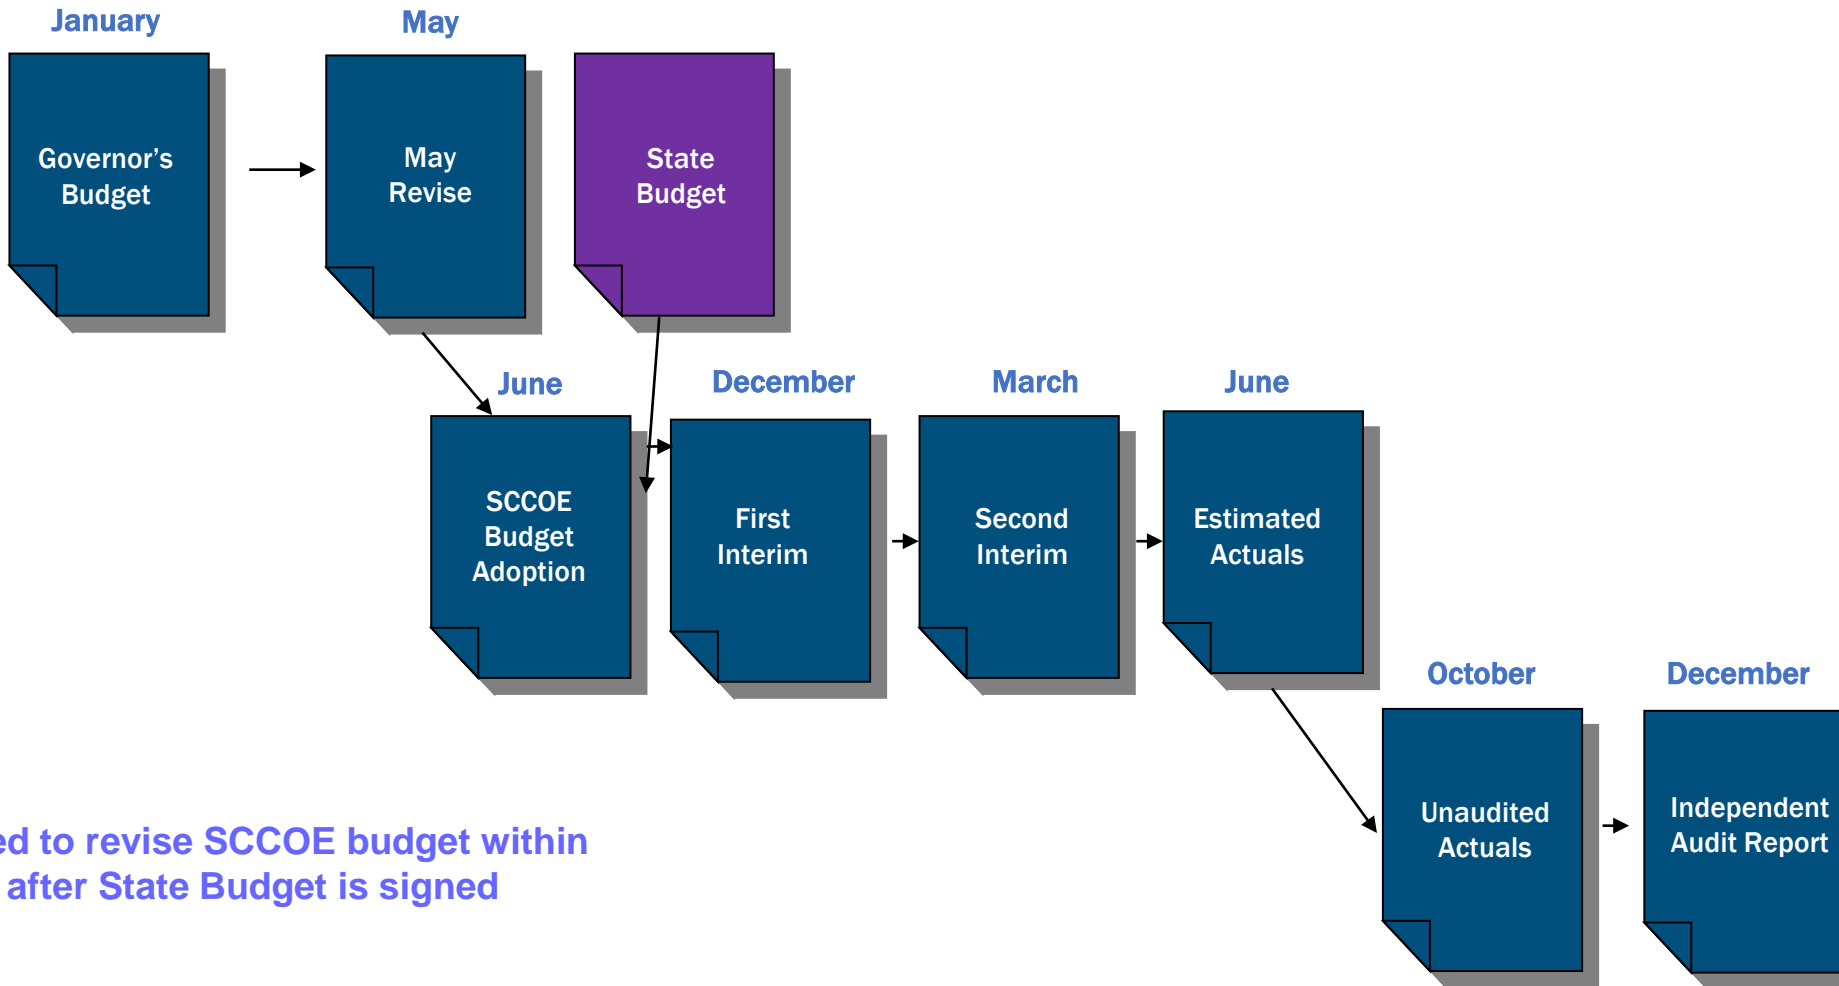 January
May
Governor's
Budget
May
Revise
State
Budget
June
December
March
June
SCCOE
Budget
Adoption
First
Interim
Second
Interim
Estimated
Actuals
October
December
Unaudited
Actuals
Independent
Audit Report
ed to revise SCCOE budget within
after State Budget is signed